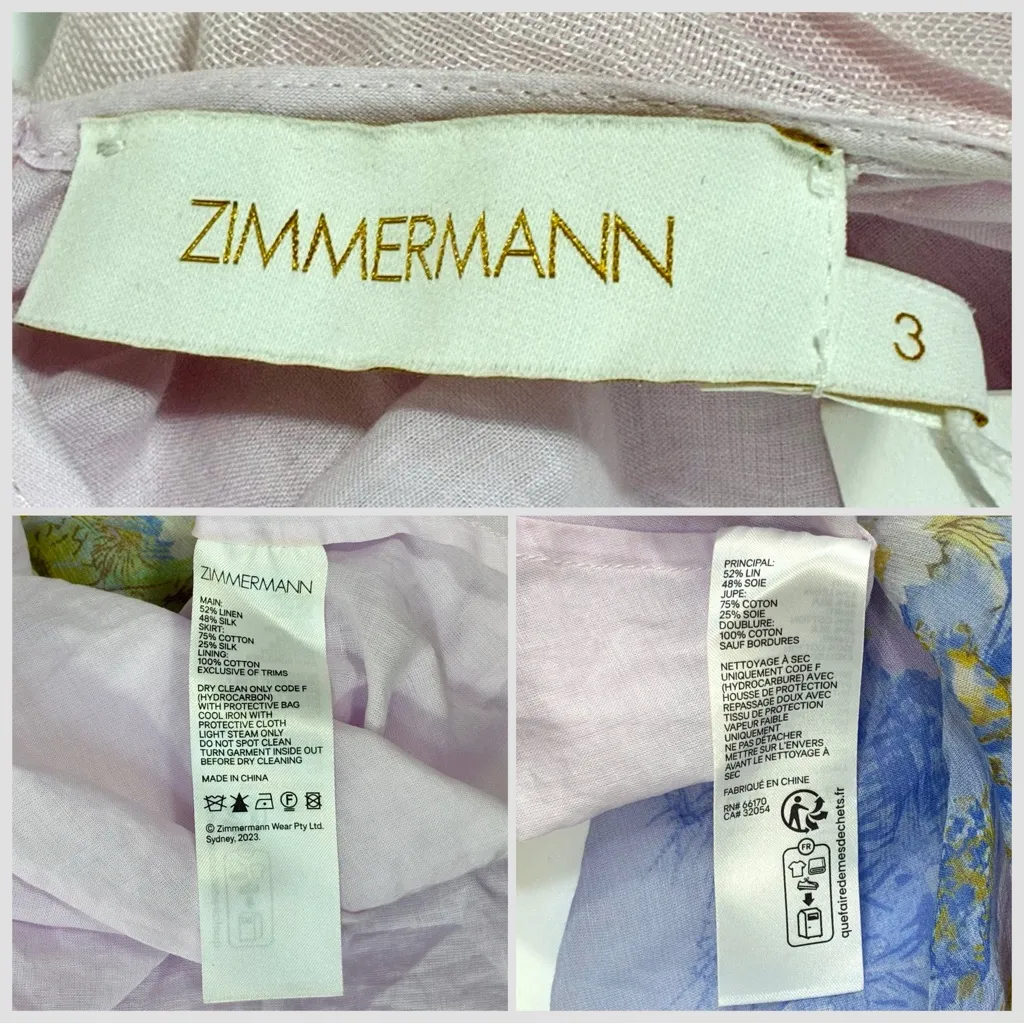 ZIMMERMANN
3
ZIMMERMANN
MAIN:
52% LINEN
48% SILK
SKIRT:
75% COTTON
25% SILK
LINING:
100% COTTON
EXCLUSIVE OF TRIMS
DRY CLEAN ONLY CODE F
(HYDROCARBON)
WITH PROTECTIVE BAG
COOL IRON WITH
PROTECTIVE CLOTH
LIGHT STEAM ONLY
DO NOT SPOT CLEAN
TURN GARMENT INSIDE OUT
BEFORE DRY CLEANING
MADE IN CHINA
F
© Zimmermann Wear Pty Ltd.
Sydney, 2023.
PRINCIPAL:
52% LIN
48% SOIE
JUPE:
75% COTON
25% SOIE
DOUBLURE:
100% COTON
SAUF BORDURES
NETTOYAGE À SEC
UNIQUEMENT CODE F
(HYDROCARBURE) AVEC
HOUSSE DE PROTECTION
REPASSAGE DOUX AVEC
TISSU DE PROTECTION
VAPEUR FAIBLE
UNIQUEMENT
NE PAS DÉTACHER
METTRE SUR L'ENVERS
AVANT LE NETTOYAGE À
SEC
FABRIQUÉ EN CHINE
RN# 66170
CA# 32054
FR
quefairedemesdechets.fr